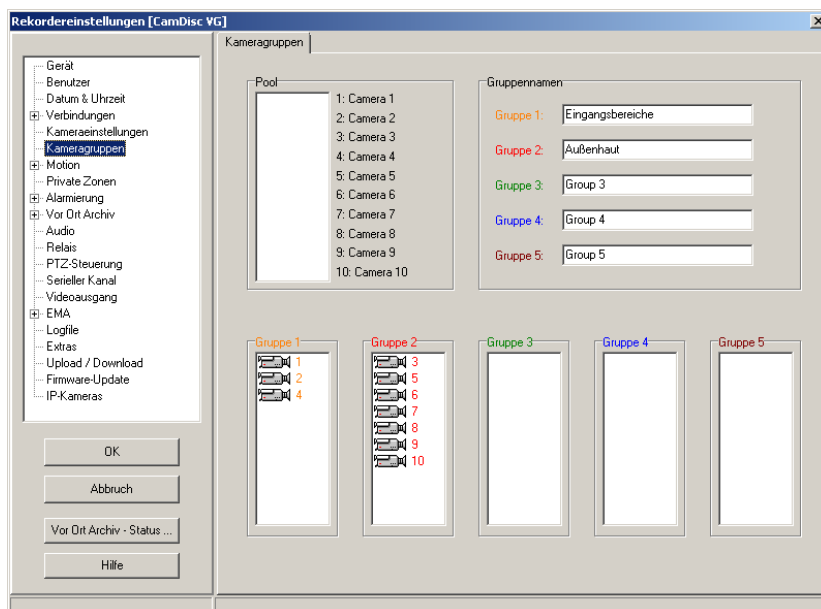 Rekordereinstellungen [CamDisc VG]
Gerät
Benutzer
Datum & Uhrzeit
Verbindungen
Kameraeinstellungen
Kameragruppen
Motion
Private Zonen
Alarmierung
Vor Ort Archiv
Audio
Relais
PTZ-Steuerung
Serieller Kanal
Videoausgang
EMA
Logfile
Extras
Upload / Download
Firmware-Update
IP-Kameras
OK
Abbruch
Vor Ort Archiv - Status ...
Hilfe
Kameragruppen
Pool
1: Camera 1
2: Camera 2
3: Camera 3
4: Camera 4
5: Camera 5
6: Camera 6
7: Camera 7
8: Camera 8
9: Camera 9
10: Camera 10
Gruppennamen
Gruppe 1: Eingangsbereiche
Gruppe 2: Außenhaut
Gruppe 3: Group 3
Gruppe 4: Group 4
Gruppe 5: Group 5
Gruppe 1
1
2
4
Gruppe 2
3
5
6
7
8
9
10
Gruppe 3
Gruppe 4
Gruppe 5